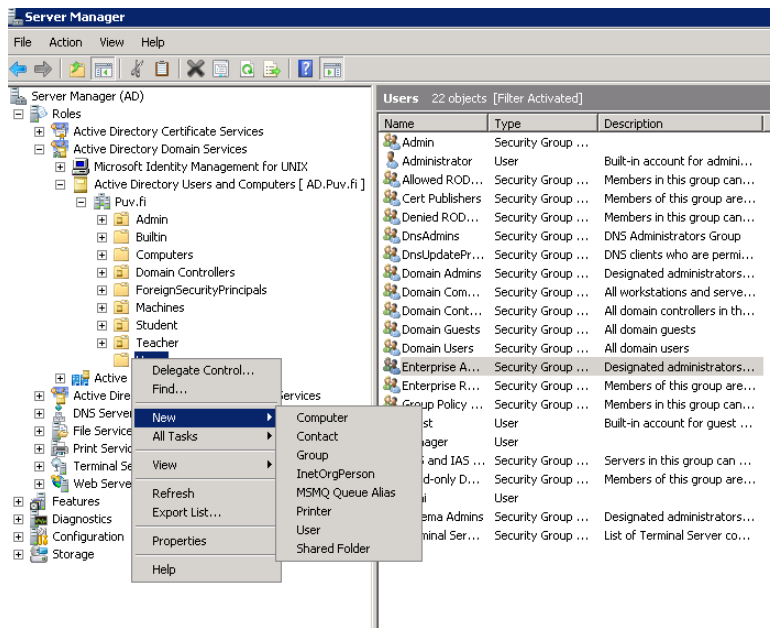 Server Manager
File Action View Help
Server Manager (AD)
Roles
Active Directory Certificate Services
Active Directory Domain Services
Microsoft Identity Management for UNIX
Active Directory Users and Computers [ AD.Puv.fi ]
Puv.fi
Admin
Builtin
Computers
Domain Controllers
ForeignSecurityPrincipals
Machines
Student
Teacher
Active
Active Dire ervices
DNS Server
File Service
Print Servic
Terminal Se
Web Serve
Features
Diagnostics
Configuration
Storage
Delegate Control...
Find...
New
All Tasks
View
Refresh
Export List...
Properties
Help
Computer
Contact
Group
InetOrgPerson
MSMQ Queue Alias
Printer
User
Shared Folder
Users 22 objects [Filter Activated]
Name Type Description
Admin Security Group ...
Administrator User Built-in account for admini...
Allowed ROD... Security Group ... Members in this group can...
Cert Publishers Security Group ... Members of this group are...
Denied ROD... Security Group ... Members in this group can...
DnsAdmins Security Group ... DNS Administrators Group
DnsUpdatePr... Security Group ... DNS clients who are permi...
Domain Admins Security Group ... Designated administrators...
Domain Com... Security Group ... All workstations and serve...
Domain Cont... Security Group ... All domain controllers in th...
Domain Guests Security Group ... All domain guests
Domain Users Security Group ... All domain users
Enterprise A... Security Group ... Designated administrators...
Enterprise R... Security Group ... Members of this group are...
Group Policy ... Security Group ... Members in this group can...
st User Built-in account for guest ...
ager User
and IAS ... Security Group ... Servers in this group can ...
d-only D... Security Group ... Members of this group are...
i User
ema Admins Security Group ... Designated administrators...
minal Ser... Security Group ... List of Terminal Server co...